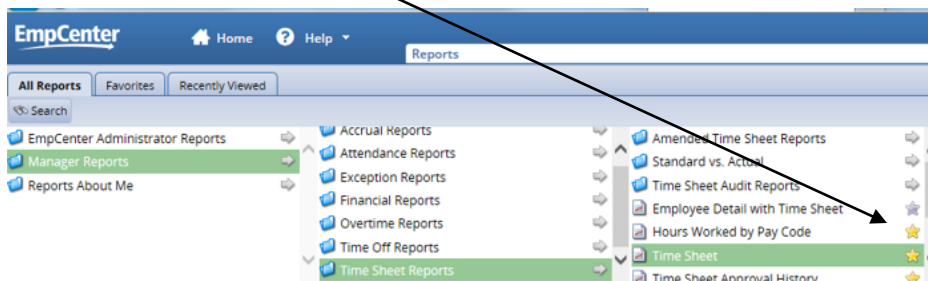 EmpCenter
Home
Help
Reports
All Reports
Favorites
Recently Viewed
Search
EmpCenter Administrator Reports
Manager Reports
Reports About Me
Accrual Reports
Attendance Reports
Exception Reports
Financial Reports
Overtime Reports
Time Off Reports
Time Sheet Reports
Amended Time Sheet Reports
Standard vs. Actual
Time Sheet Audit Reports
Employee Detail with Time Sheet
Hours Worked by Pay Code
Time Sheet
Time Sheet Approval History